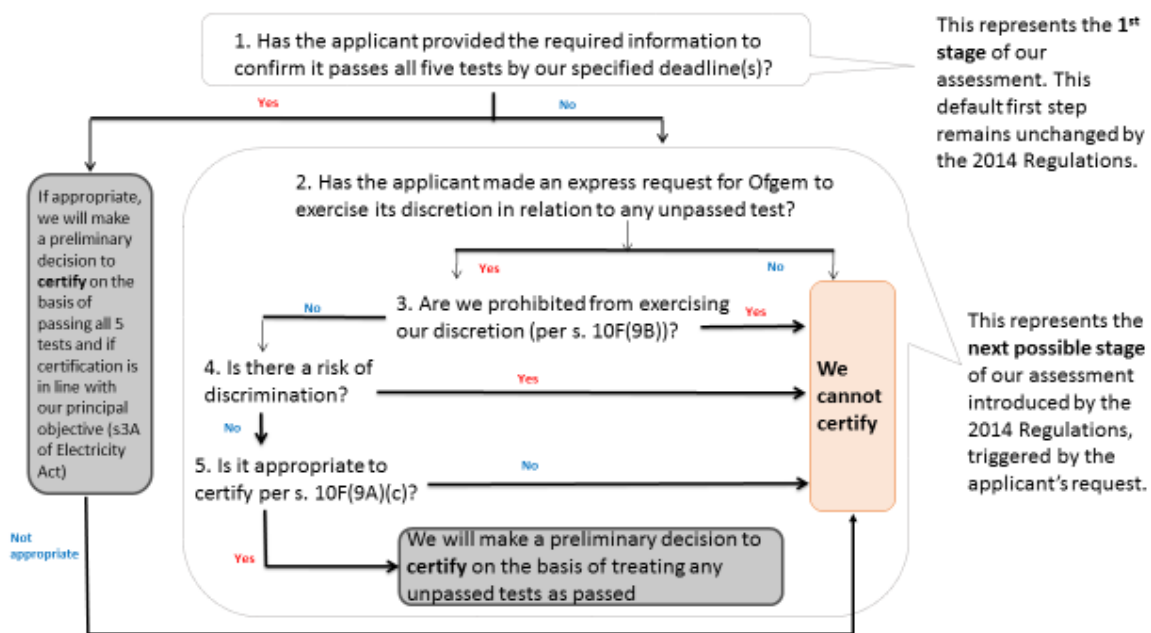 1. Has the applicant provided the required information to
confirm it passes all five tests by our specified deadline(s)?
This represents the 1st
stage of our
assessment. This
default first step
remains unchanged by
the 2014 Regulations.
Yes
No
If appropriate,
we will make
a preliminary
decision to
certify on the
basis of
passing all 5
tests and if
certification is
in line with
our principal
objective (s3A
of Electricity
Act)
2. Has the applicant made an express request for Ofgem to
exercise its discretion in relation to any unpassed test?
Yes
No
3. Are we prohibited from exercising
our discretion (per s. 10F(9B))?
No
Yes
4. Is there a risk of
discrimination?
Yes
No
5. Is it appropriate to
certify per s. 10F(9A)(c)?
No
Yes
We
cannot
certify
This represents the
next possible stage
of our assessment
introduced by the
2014 Regulations,
triggered by the
applicant's request.
Not
appropriate
We will make a preliminary decision to
certify on the basis of treating any
unpassed tests as passed